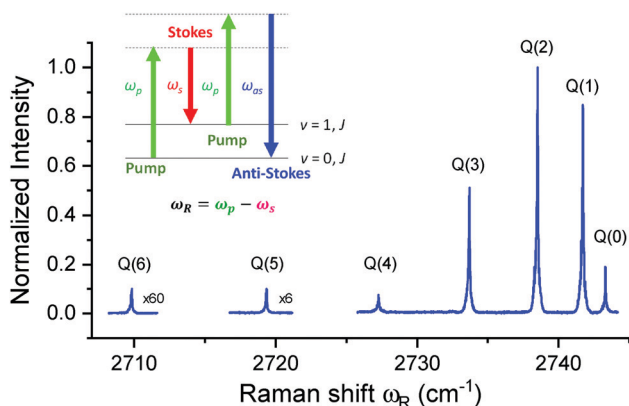 Normalized Intensity
1.0
0.8
0.6
0.4
0.2
0.0
Stokes
ωp
ωs
ωp
ωas
v = 1, J
Pump
v = 0, J
Pump
Anti-Stokes
ωR = ωp − ωs
Q(6)
x60
Q(5)
x6
Q(4)
Q(3)
Q(2)
Q(1)
Q(0)
2710
2720
2730
2740
Raman shift ωR (cm-1)